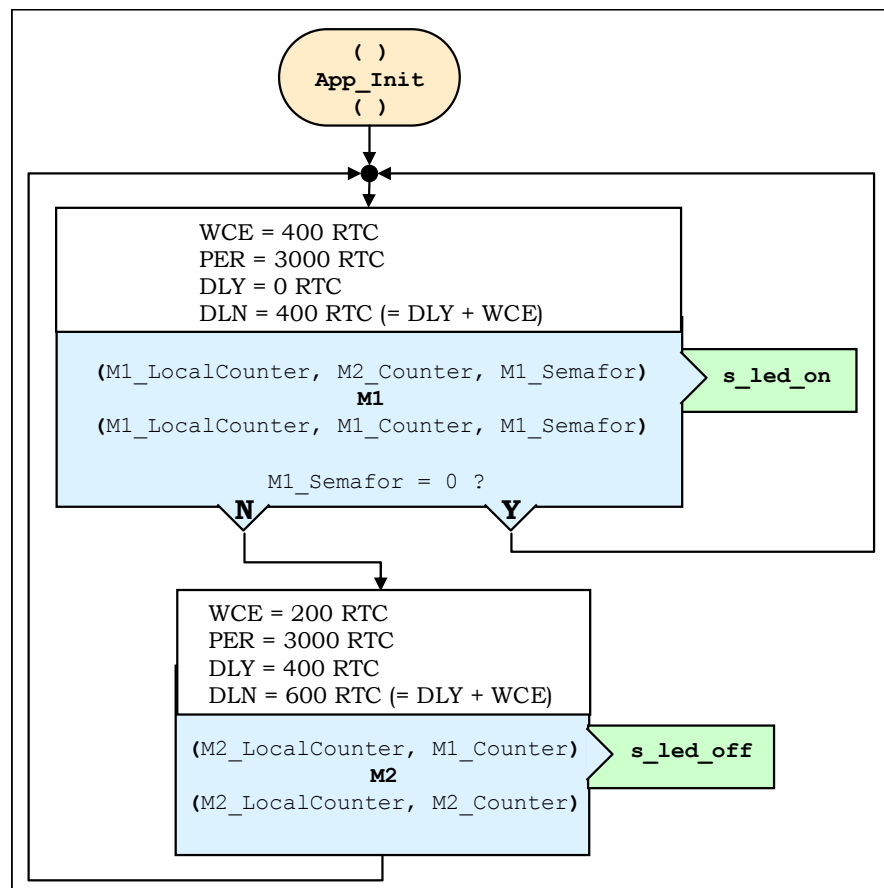 ( )
App_Init
( )
WCE = 400 RTC
PER = 3000 RTC
DLY = 0 RTC
DLN = 400 RTC (= DLY + WCE)
(M1_LocalCounter, M2_Counter, M1_Semafor)
M1
(M1_LocalCounter, M1_Counter, M1_Semafor)
s_led_on
M1_Semafor = 0 ?
N
Y
WCE = 200 RTC
PER = 3000 RTC
DLY = 400 RTC
DLN = 600 RTC (= DLY + WCE)
(M2_LocalCounter, M1_Counter)
M2
(M2_LocalCounter, M2_Counter)
s_led_off